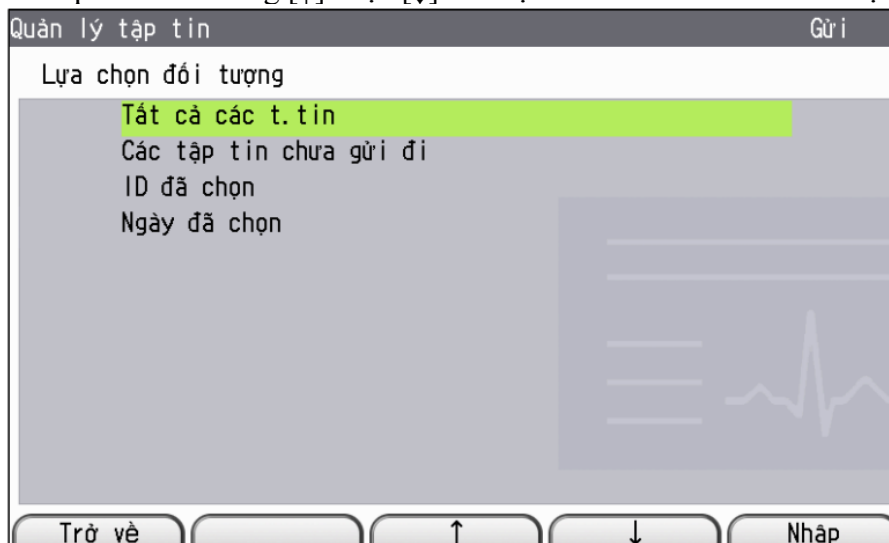 Quản lý tập tin Gửi
Lựa chọn đối tượng
Tất cả các t.tin
Các tập tin chưa gửi đi
ID đã chọn
Ngày đã chọn
Trở về ↑ ↓ Nhập